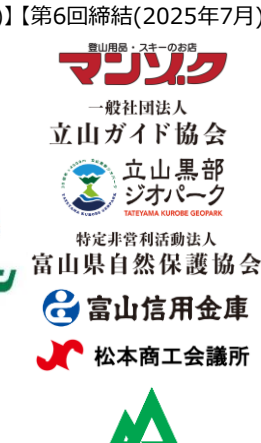 )】【第6回締結(2025年7月)
登山用品・スキーのお店
マンゾク
一般社団法人
立山ガイド協会
立山黒部
ジオパーク
TATEYAMA KUROBE GEOPARK
特定非営利活動法人
富山県自然保護協会
ン
富山信用金庫
松本商工会議所